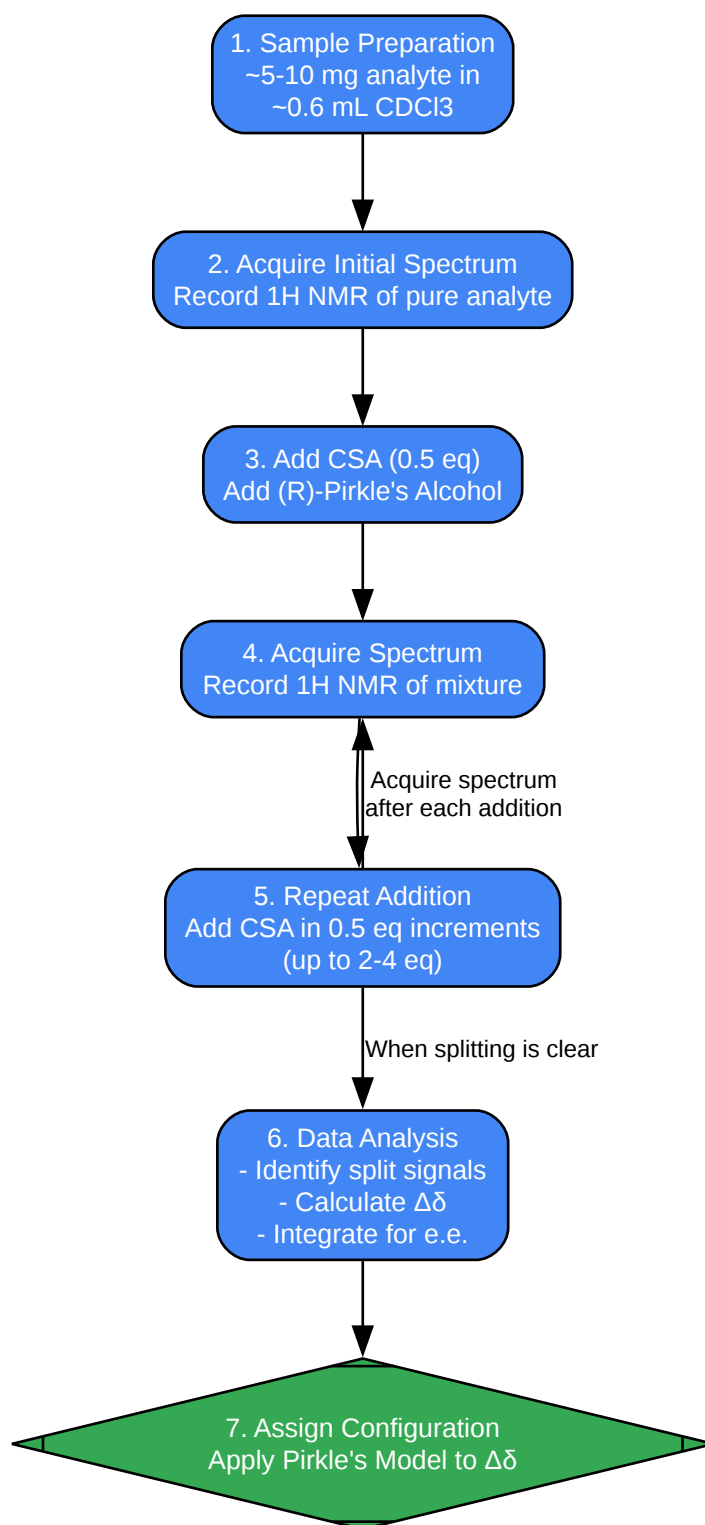 1. Sample Preparation
~5-10 mg analyte in
~0.6 mL CDCl3
2. Acquire Initial Spectrum
Record 1H NMR of pure analyte
3. Add CSA (0.5 eq)
Add (R)-Pirkle's Alcohol
4. Acquire Spectrum
Record 1H NMR of mixture
Acquire spectrum
after each addition
5. Repeat Addition
Add CSA in 0.5 eq increments
(up to 2-4 eq)
When splitting is clear
6. Data Analysis
- Identify split signals
- Calculate Δδ
- Integrate for e.e.
7. Assign Configuration
Apply Pirkle's Model to Δδ